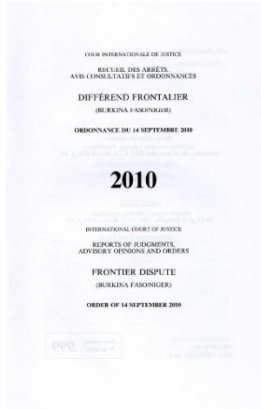 COUR INTERNATIONALE DE JUSTICE
RECUEIL DES ARRÊTS,
AVIS CONSULTATIFS ET ORDONNANCES
DIFFÉREND FRONTALIER
(BURKINA FASO/NIGER)
ORDONNANCE DU 14 SEPTEMBRE 2010
2010
INTERNATIONAL COURT OF JUSTICE
REPORTS OF JUDGMENTS,
ADVISORY OPINIONS AND ORDERS
FRONTIER DISPUTE
(BURKINA FASO/NIGER)
ORDER OF 14 SEPTEMBER 2010